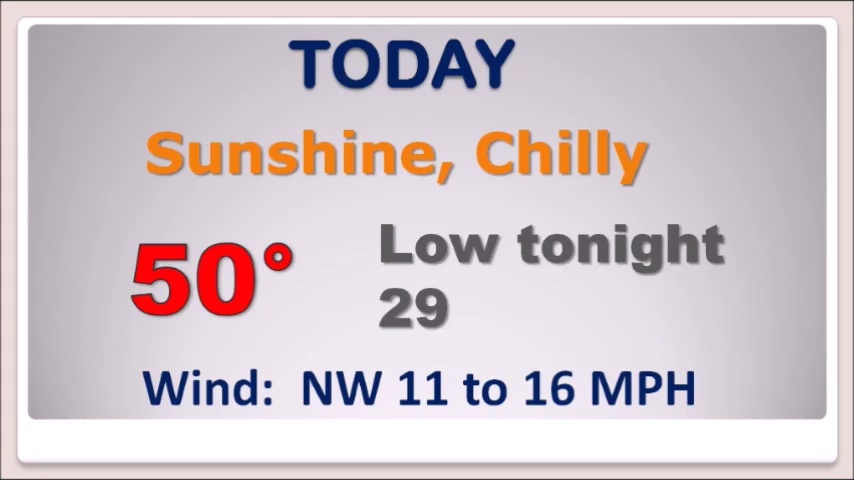 TODAY
Sunshine, Chilly
50°
Low tonight
29
Wind: NW 11 to 16 MPH